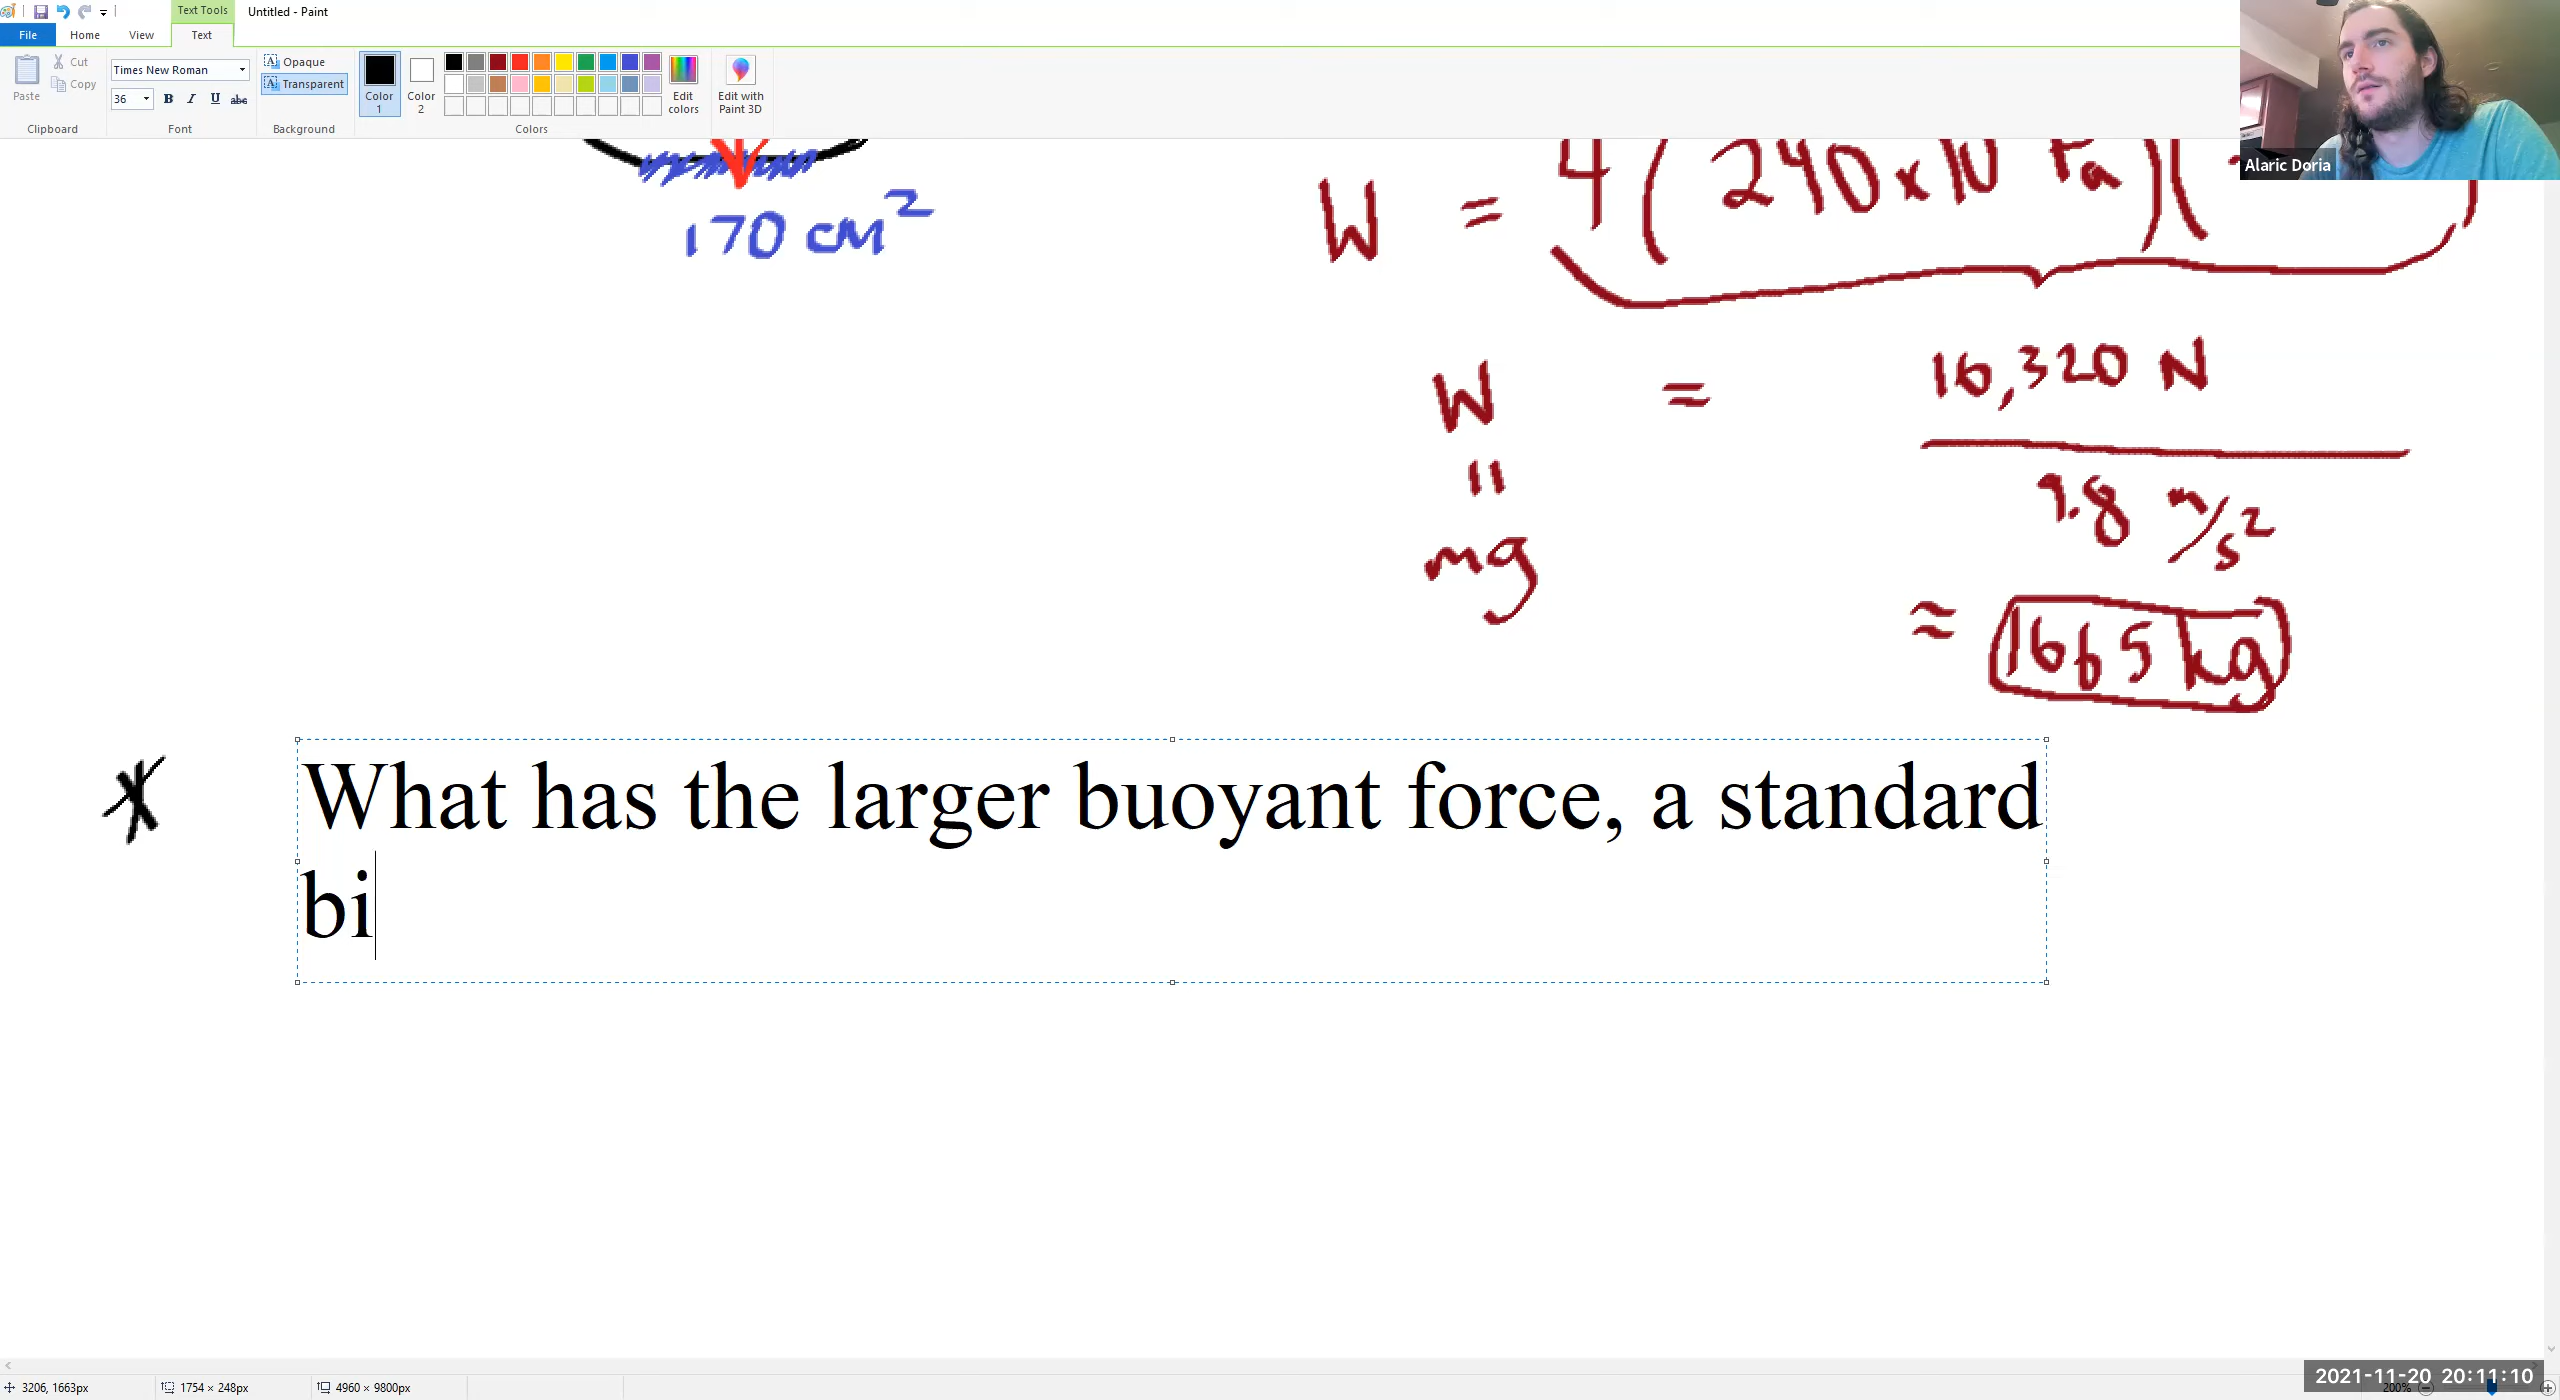 Text Tools
Untitled - Paint
File
Home
View
Text
Paste
Cut
Copy
Clipboard
Times New Roman
36
B
I
U
abc
Font
Opaque
Transparent
Background
Color
1
Color
2
Edit
colors
Colors
Edit with
Paint 3D
Alaric Doria
170 cm²
W = 4 ( 240 × 10 Pa ) (
W = 16,320 N
9.8 m/s²
"
mg
≈ 1665 kg
What has the larger buoyant force, a standard
bi
3206, 1663px
1754 × 248px
4960 × 9800px
200%
2021-11-20 20:11:10